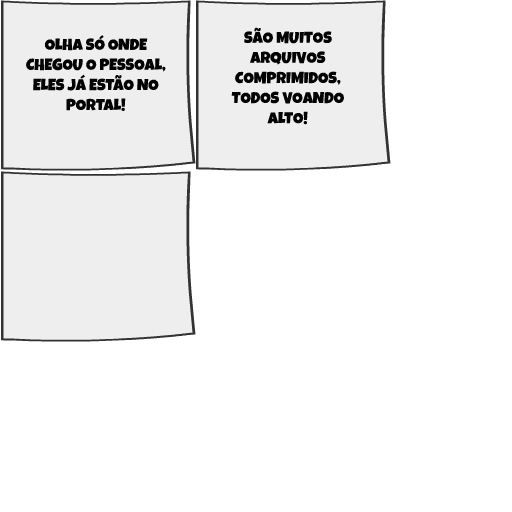 OLHA SÓ ONDE
CHEGOU O PESSOAL,
ELES JÁ ESTÃO NO
PORTAL!
SÃO MUITOS
ARQUIVOS
COMPRIMIDOS,
TODOS VOANDO
ALTO!